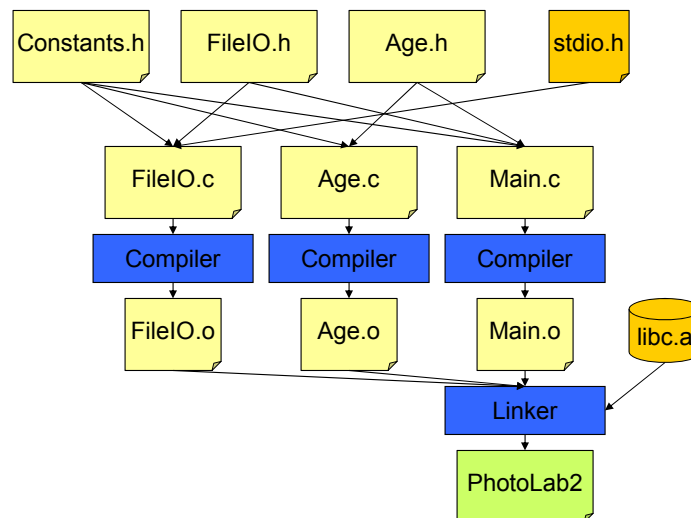 Constants.h
FileIO.h
Age.h
stdio.h
FileIO.c
Age.c
Main.c
Compiler
Compiler
Compiler
FileIO.o
Age.o
Main.o
libc.a
Linker
PhotoLab2